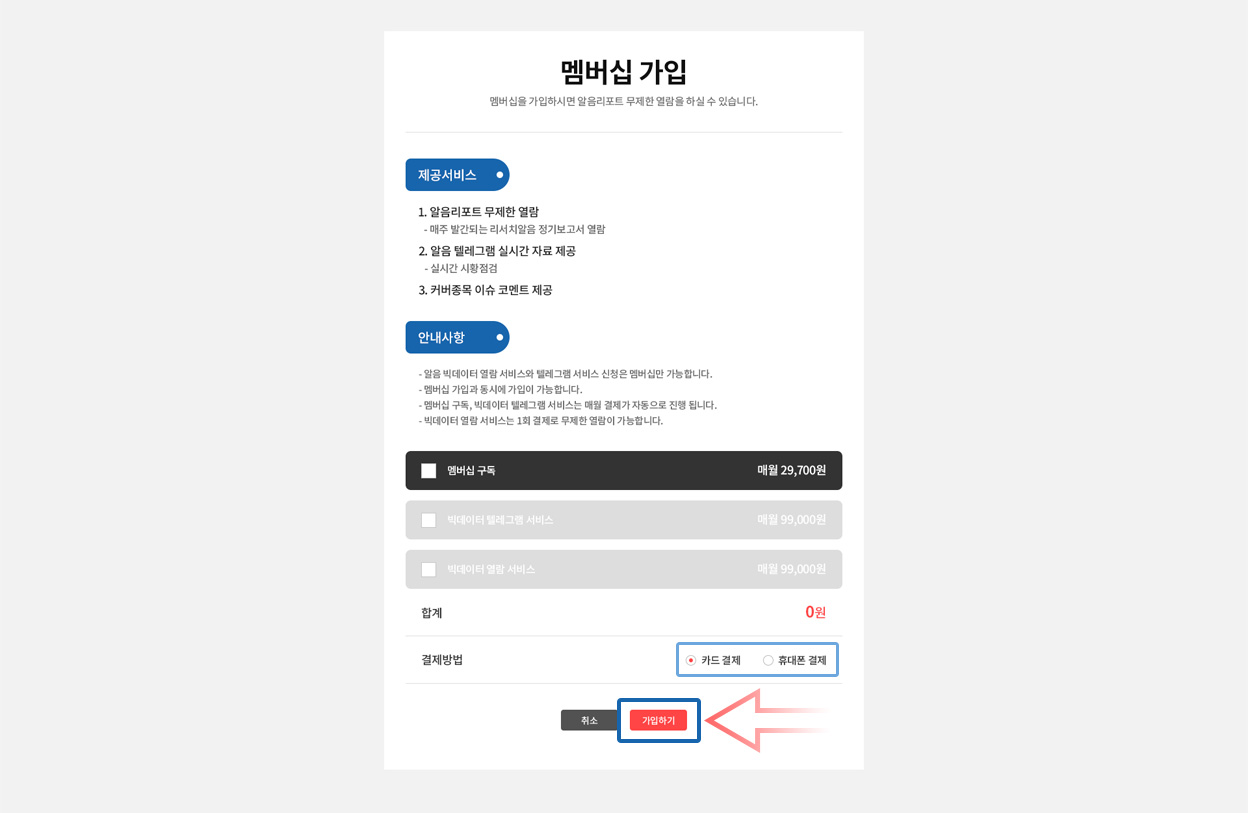 멤버십 가입
멤버십을 가입하시면 알음리포트 무제한 열람을 하실 수 있습니다.
제공서비스
1. 알음리포트 무제한 열람
- 매주 발간되는 리서치알음 정기보고서 열람
2. 알음 텔레그램 실시간 자료 제공
- 실시간 시황점검
3. 커버종목 이슈 코멘트 제공
안내사항
- 알음 빅데이터 열람 서비스와 텔레그램 서비스 신청은 멤버십만 가능합니다.
- 멤버십 가입과 동시에 가입이 가능합니다.
- 멤버십 구독, 빅데이터 텔레그램 서비스는 매월 결제가 자동으로 진행 됩니다.
- 빅데이터 열람 서비스는 1회 결제로 무제한 열람이 가능합니다.
멤버십 구독 매월 29,700원
빅데이터 텔레그램 서비스 매월 99,000원
빅데이터 열람 서비스 매월 99,000원
합계 0원
결제방법 카드 결제 휴대폰 결제
취소 가입하기